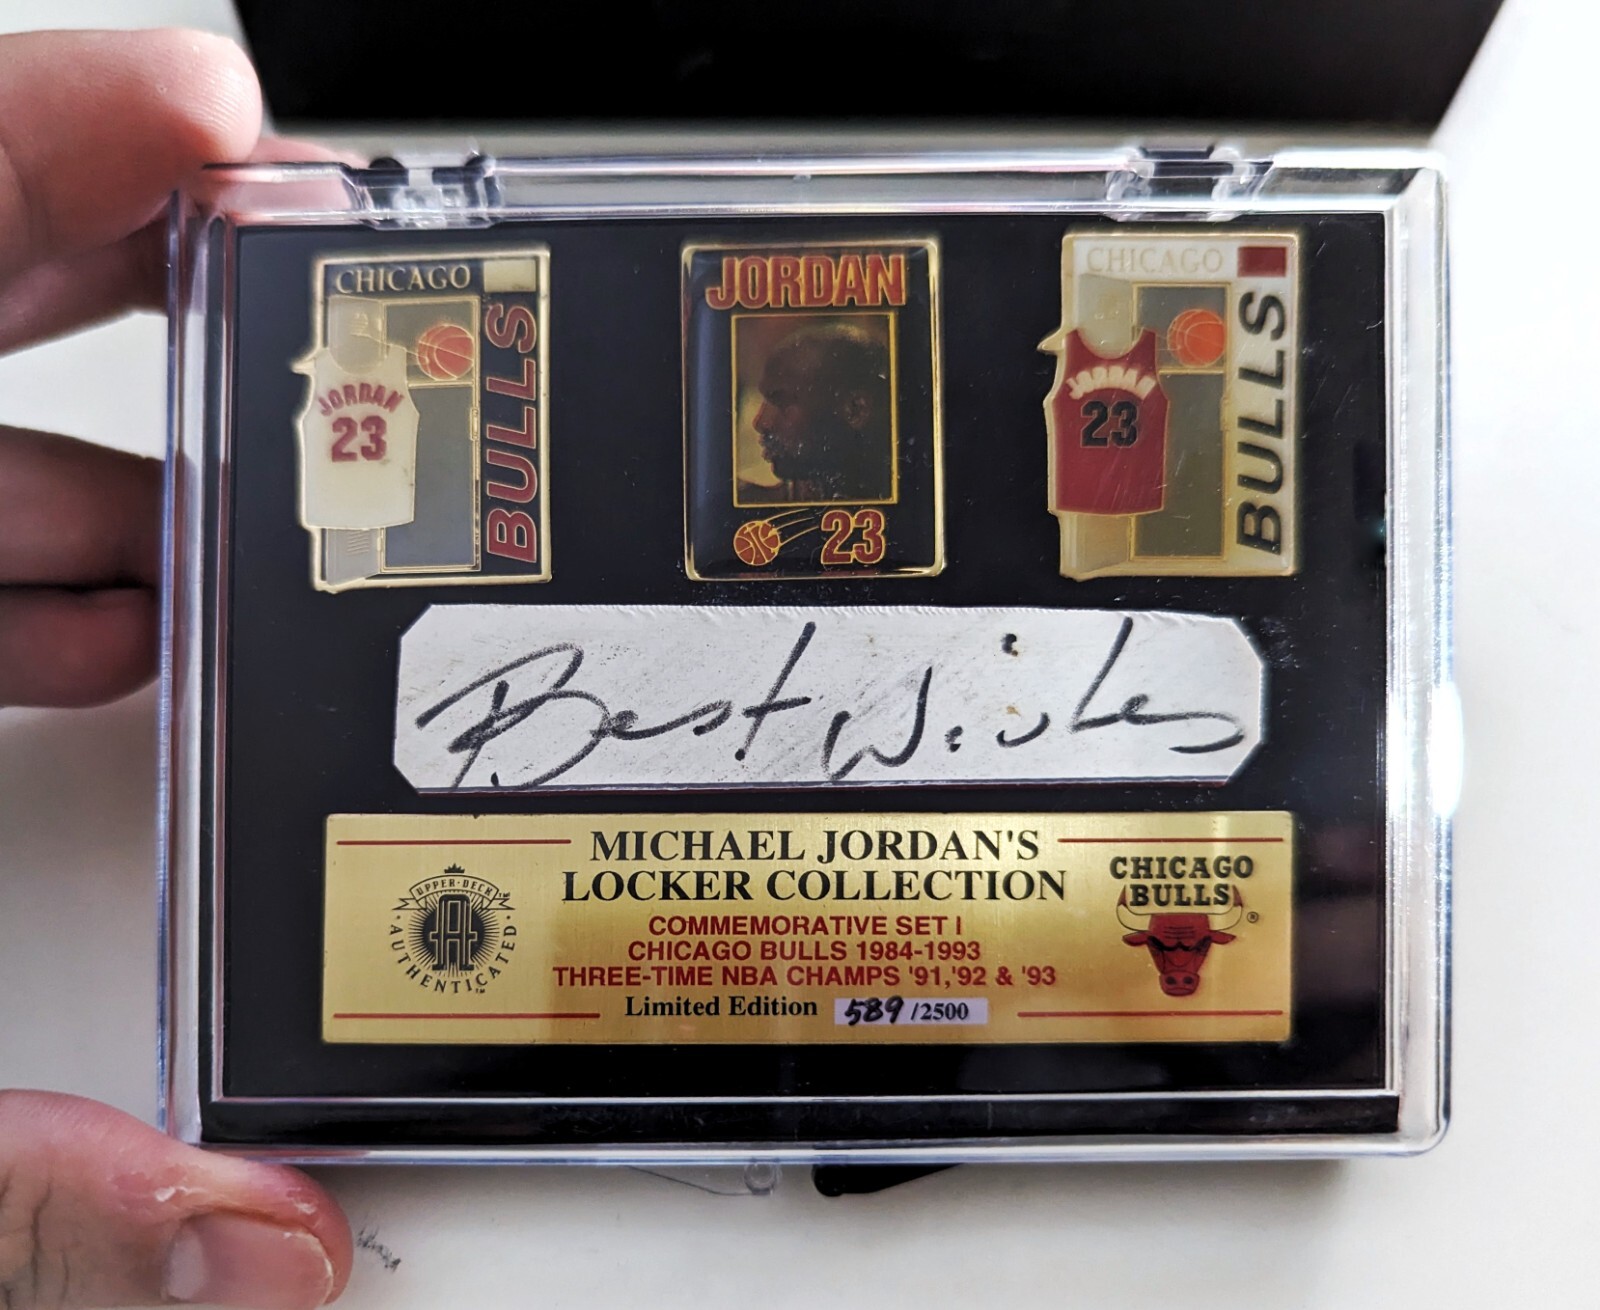 CHICAGO
BULLS
JORDAN
23
JORDAN
23
CHICAGO
BULLS
JORDAN
23
Best Wishes
MICHAEL JORDAN'S
LOCKER COLLECTION
COMMEMORATIVE SET I
CHICAGO BULLS 1984-1993
THREE-TIME NBA CHAMPS '91,'92 & '93
Limited Edition 589 /2500
UPPER·DECK
AUTHENTICATED™
CHICAGO
BULLS
®